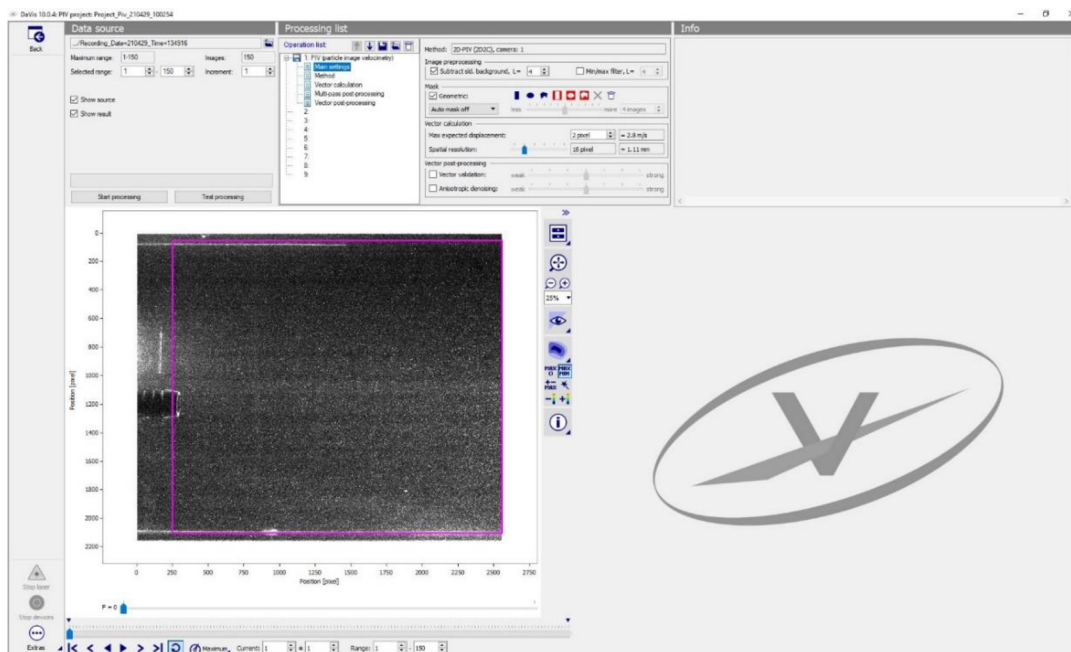 DaVis 10.0.4: PIV project: Project_Piv_210429_100254
Back
Data source
.../Recording_Date=210429_Time=134916
Maximum range: 1-150 Images: 150
Selected range: 1 - 150 Increment: 1
Show source
Show result
Start processing Test processing
Processing list
Operation list:
1: PIV (particle image velocimetry)
Main settings
Method
Vector calculation
Multi-pass post-processing
Vector post-processing
2:
3:
4:
5:
6:
7:
8:
9
Method: 2D-PIV (2D2C), camera: 1
Image preprocessing
Subtract sld. background, L= 4 Min/max filter, L= 4
Mask
Geometric:
Auto mask off less more 4 images
Vector calculation
Max expected displacement: 2 pixel = 2.8 m/s
Spatial resolution: 16 pixel = 1.11 mm
Vector post-processing
Vector validation: weak strong
Anisotropic denoising: weak strong
Info
0
200
400
600
800
1000
1200
1400
1600
1800
2000
2200
Position [pixel]
0 250 500 750 1000 1250 1500 1750 2000 2250 2500 2750
Position [pixel]
25%
MAX 0 MAX MIN
MAX
F = 0
Stop laser
Stop devices
Extras
Maximum Current: 1 = 1 Range: 1 - 150